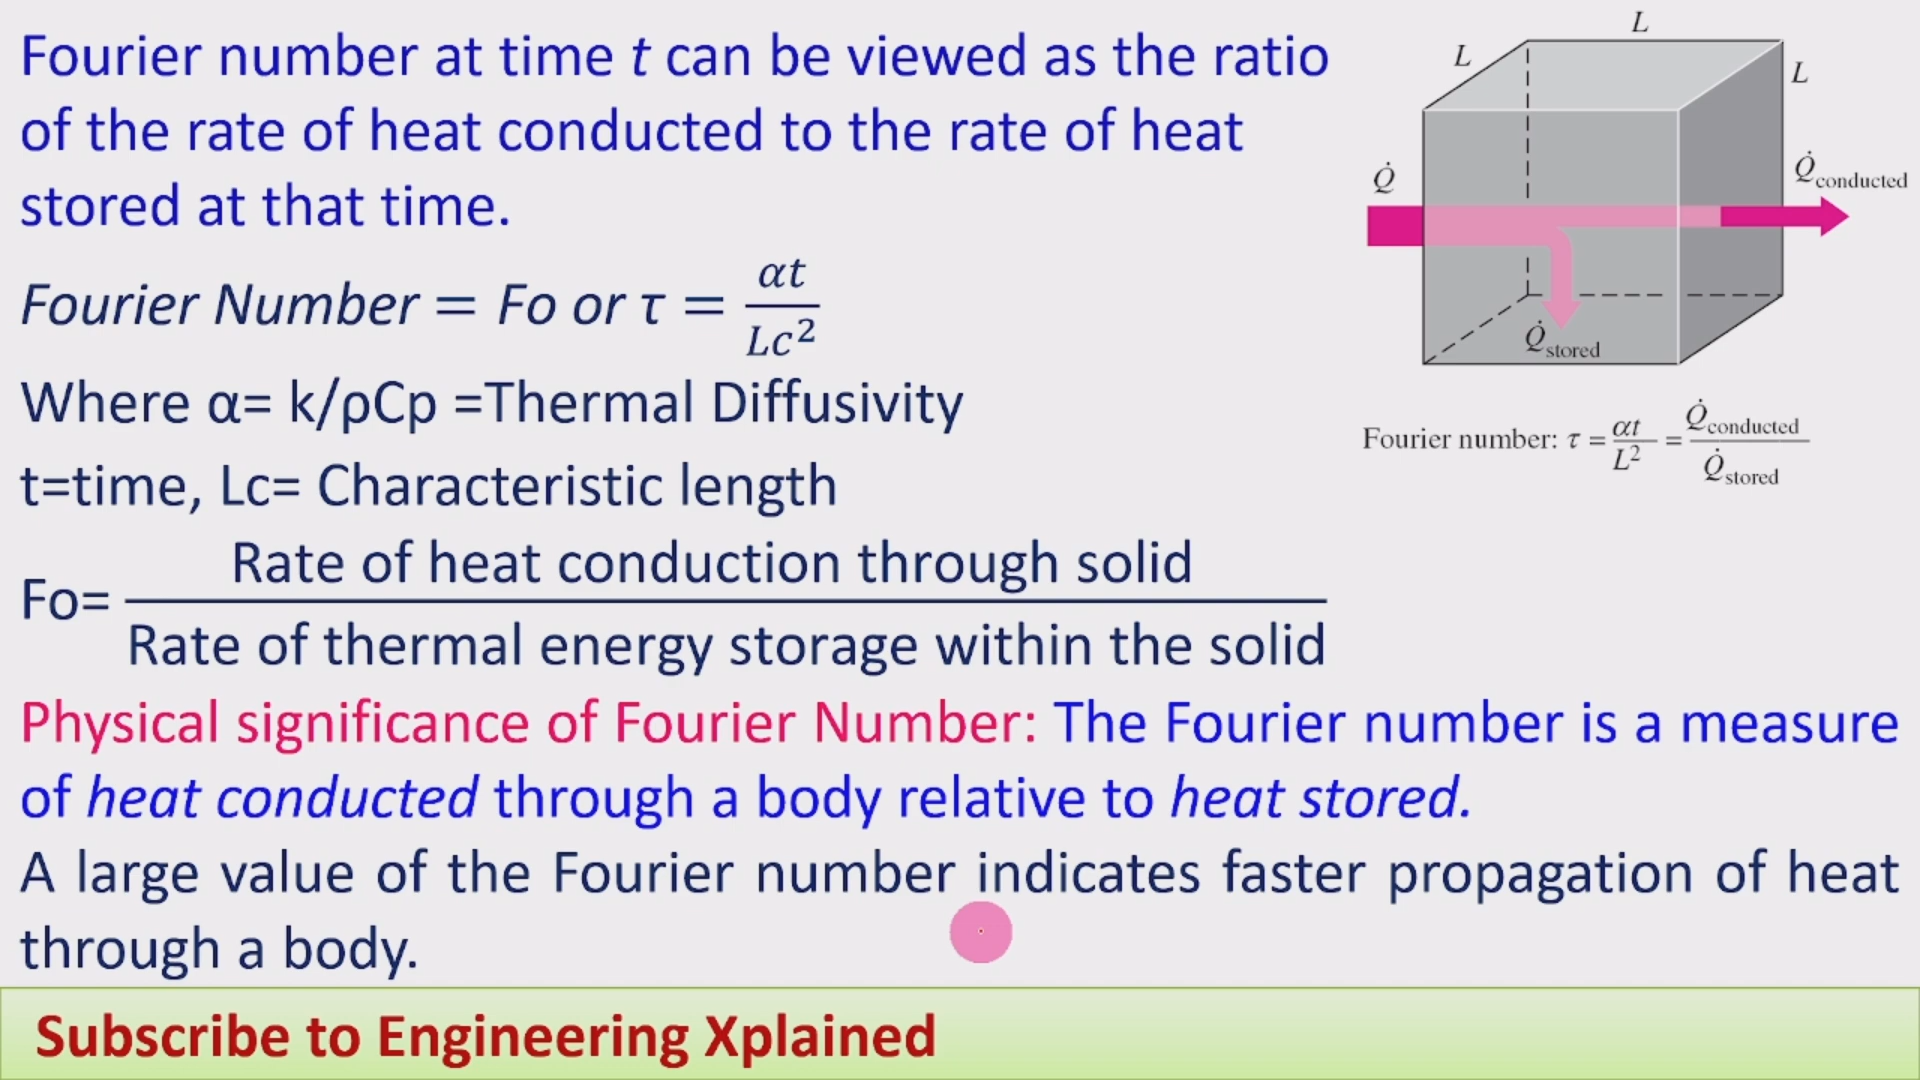 Fourier number at time t can be viewed as the ratio
of the rate of heat conducted to the rate of heat
stored at that time.
Fourier Number = Fo or τ = αt / Lc²
Where α= k/ρCp =Thermal Diffusivity
t=time, Lc= Characteristic length
Fo= Rate of heat conduction through solid
Rate of thermal energy storage within the solid
Physical significance of Fourier Number: The Fourier number is a measure
of heat conducted through a body relative to heat stored.
A large value of the Fourier number indicates faster propagation of heat
through a body.
L
L
L
Q̇
Q̇conducted
Q̇stored
Fourier number: τ = αt / L² = Q̇conducted / Q̇stored
Subscribe to Engineering Xplained